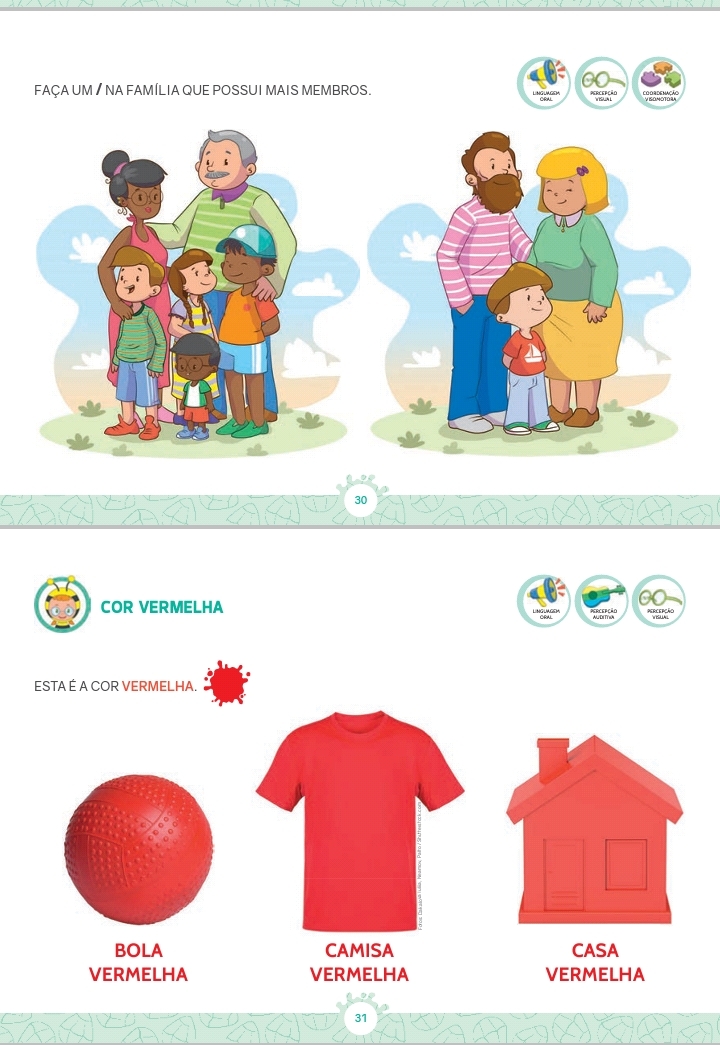 FAÇA UM / NA FAMÍLIA QUE POSSUI MAIS MEMBROS.
LINGUAGEM
ORAL
PERCEPÇÃO
VISUAL
COORDENAÇÃO
VISOMOTORA
30
COR VERMELHA
LINGUAGEM
ORAL
PERCEPÇÃO
AUDITIVA
PERCEPÇÃO
VISUAL
ESTA É A COR VERMELHA.
BOLA
VERMELHA
CAMISA
VERMELHA
CASA
VERMELHA
31